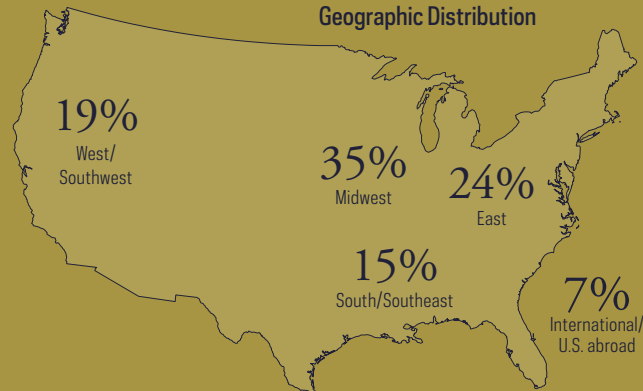 Geographic Distribution
19%
West/
Southwest
35%
Midwest
24%
East
15%
South/Southeast
7%
International/
U.S. abroad